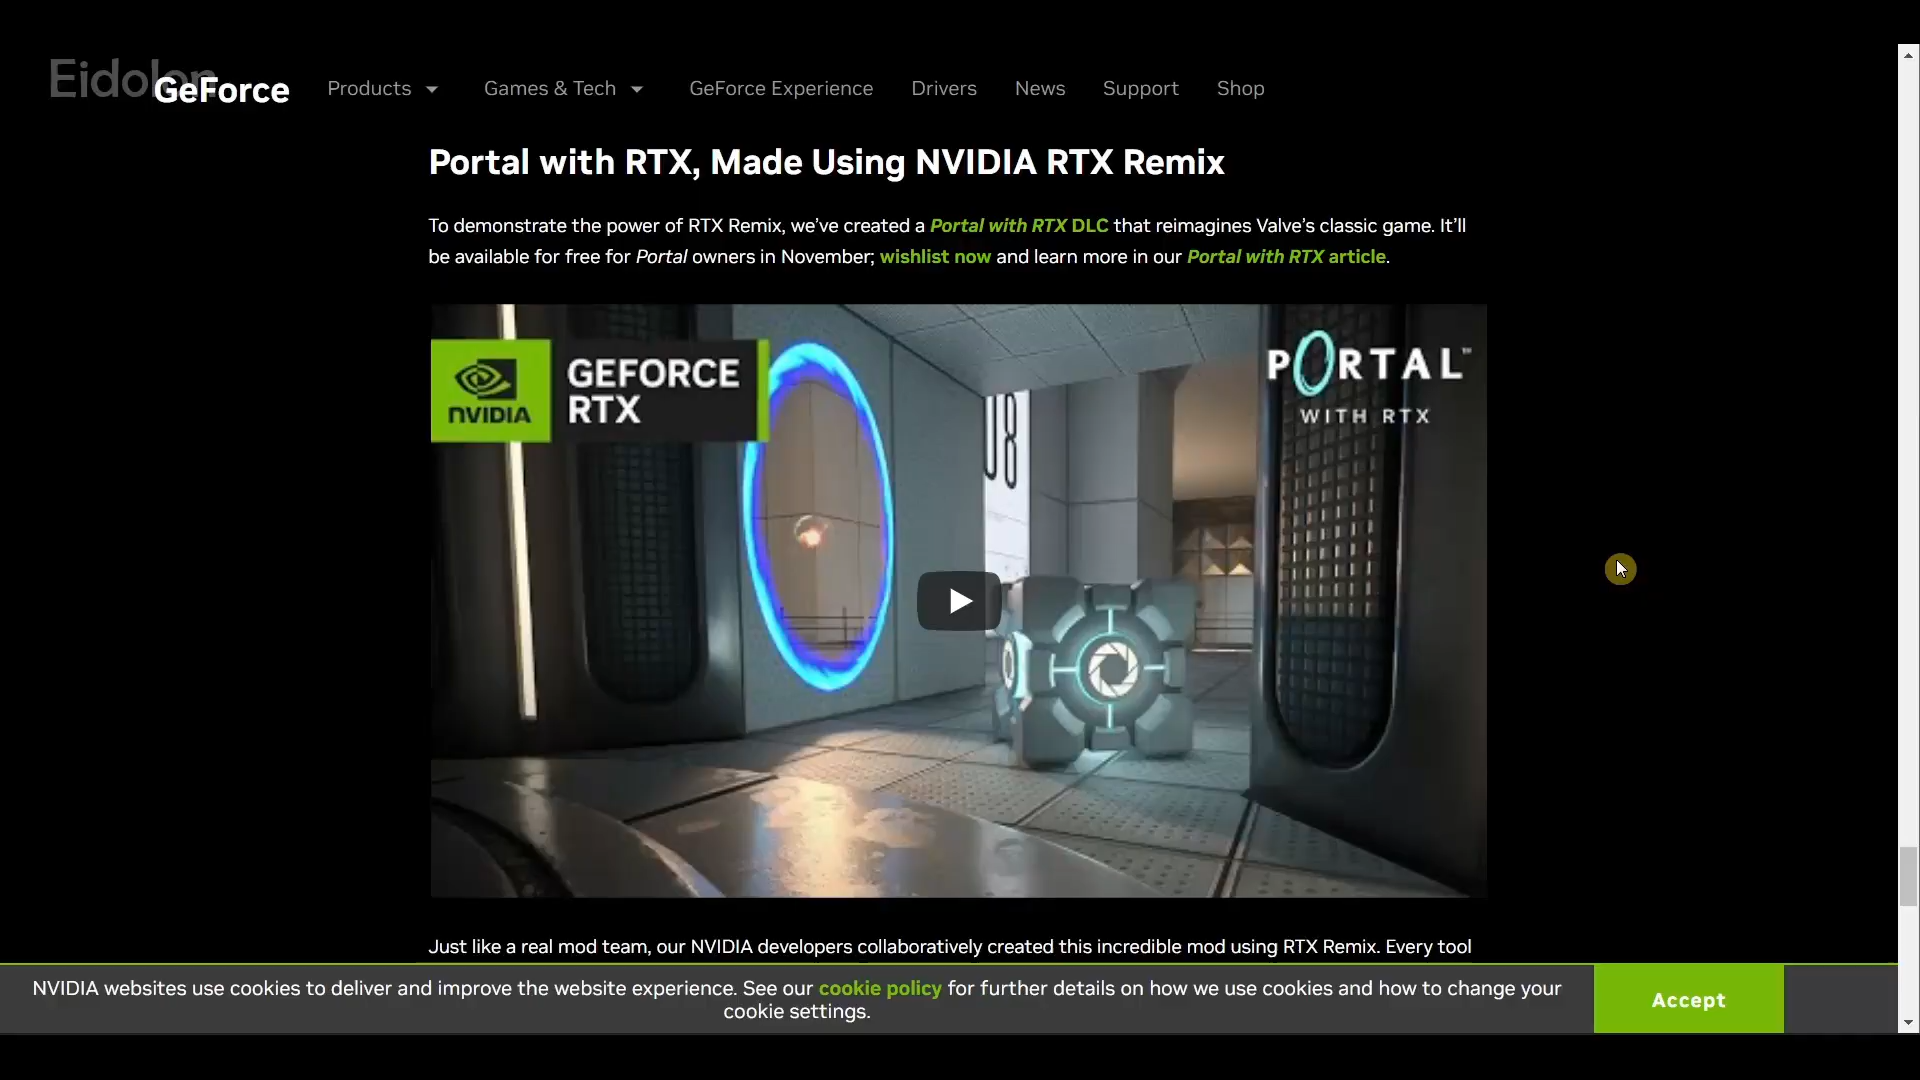 Eidolon
GeForce Products Games & Tech GeForce Experience Drivers News Support Shop
Portal with RTX, Made Using NVIDIA RTX Remix
To demonstrate the power of RTX Remix, we’ve created a Portal with RTX DLC that reimagines Valve’s classic game. It’ll
be available for free for Portal owners in November; wishlist now and learn more in our Portal with RTX article.
NVIDIA
GEFORCE
RTX
PORTAL™
WITH RTX
08
Just like a real mod team, our NVIDIA developers collaboratively created this incredible mod using RTX Remix. Every tool
NVIDIA websites use cookies to deliver and improve the website experience. See our cookie policy for further details on how we use cookies and how to change your
cookie settings.
Accept